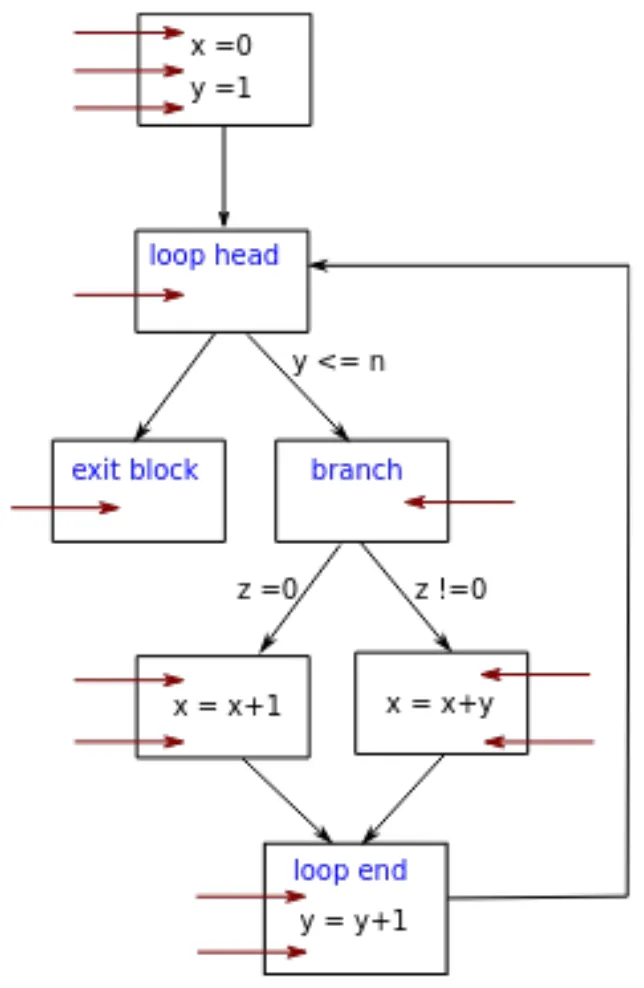 x =0
y =1
loop head
y <= n
exit block
branch
z =0
z !=0
x = x+1
x = x+y
loop end
y = y+1